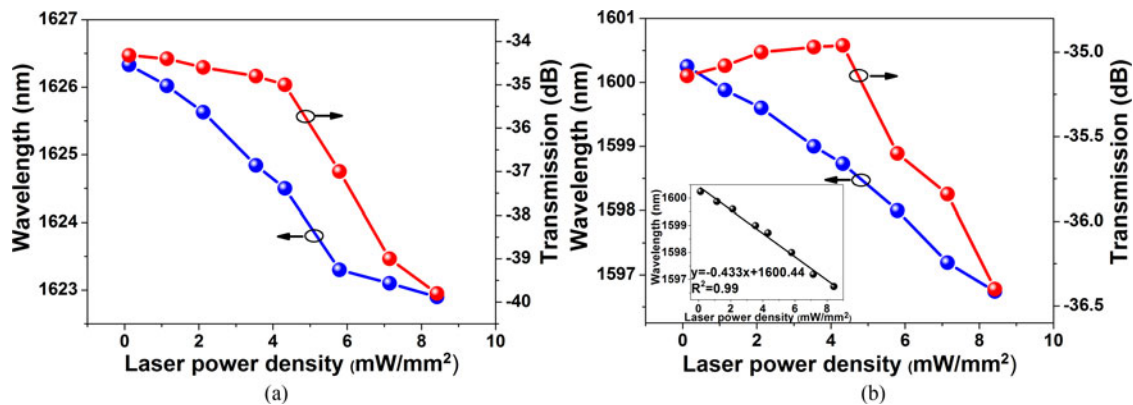 1627
1626
1625
1624
1623
Wavelength (nm)
-34
-35
-36
-37
-38
-39
-40
Transmission (dB)
0 2 4 6 8 10
Laser power density (mW/mm²)
(a)
1601
1600
1599
1598
1597
Wavelength (nm)
-35.0
-35.5
-36.0
-36.5
Transmission (dB)
1600
1599
1598
1597
Wavelength (nm)
y=-0.433x+1600.44
R²=0.99
0 2 4 6 8
Laser power density (mW/mm²)
0 2 4 6 8 10
Laser power density (mW/mm²)
(b)